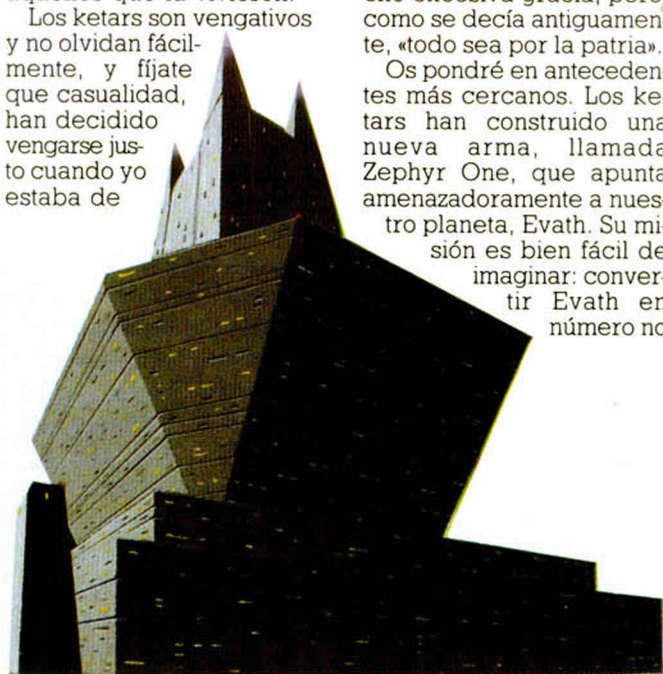 Los ketars son vengativos
y no olvidan fácil-
mente, y fíjate
que casualidad,
han decidido
vengarse jus-
to cuando yo
estaba de
como se decía antiguamen
te, «todo sea por la patria».
Os pondré en anteceden
tes más cercanos. Los ke-
tars han construido una
nueva arma, llamada
Zephyr One, que apunta
amenazadoramente a nues-
tro planeta, Evath. Su mi-
sión es bien fácil de
imaginar: conver-
tir Evath en
número no